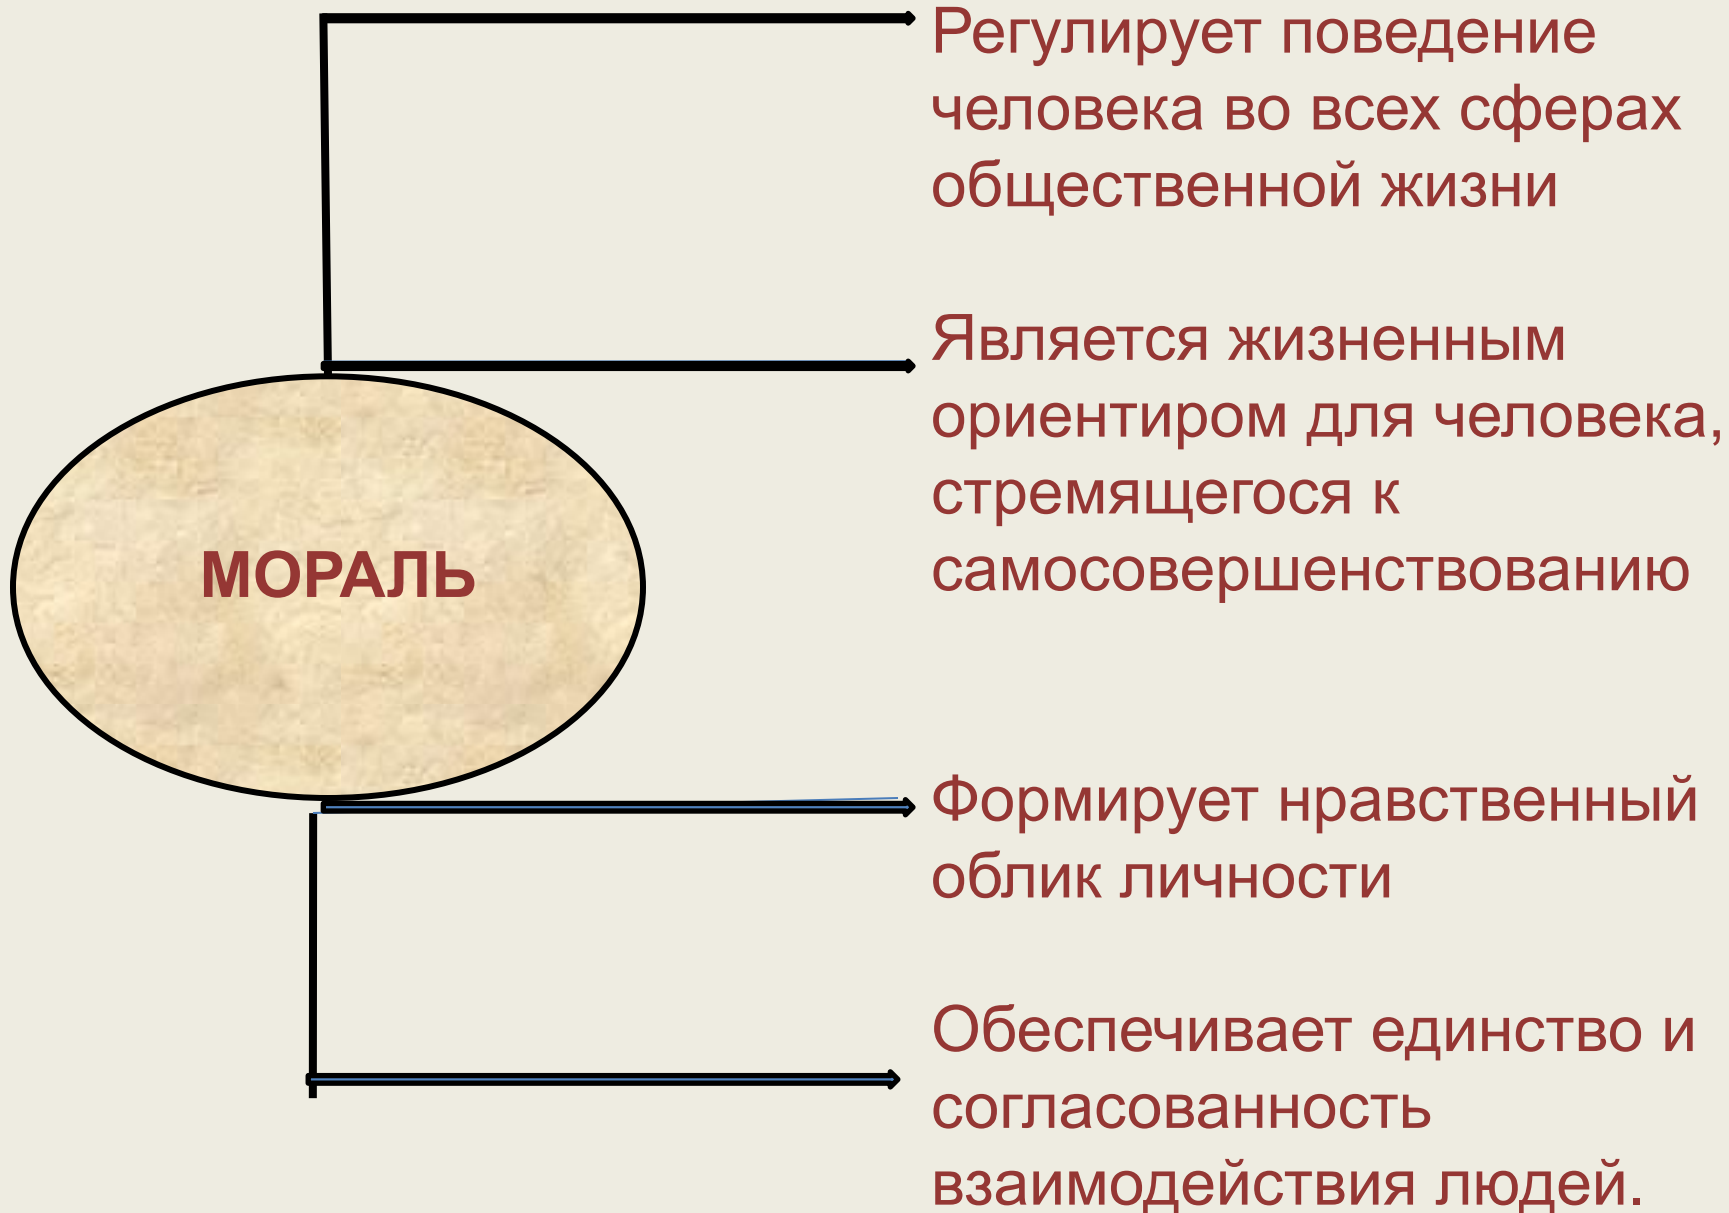 Регулирует поведение
человека во всех сферах
общественной жизни
Является жизненным
ориентиром для человека,
стремящегося к
самосовершенствованию
МОРАЛЬ
Формирует нравственный
облик личности
Обеспечивает единство и
согласованность
взаимодействия людей.